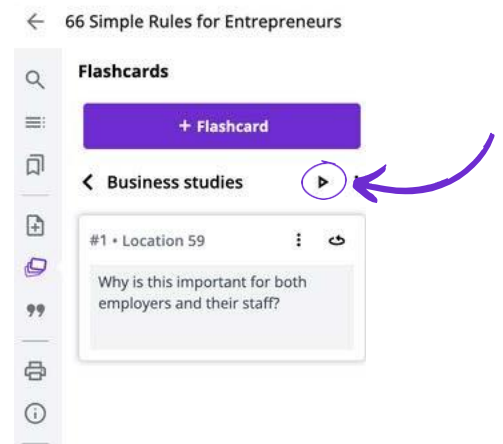 66 Simple Rules for Entrepreneurs
Flashcards
+ Flashcard
Business studies
#1 • Location 59
Why is this important for both
employers and their staff?